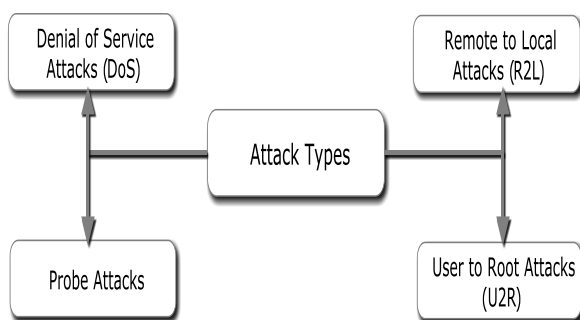 Denial of Service
Attacks (DoS)
Remote to Local
Attacks (R2L)
Attack Types
Probe Attacks
User to Root Attacks
(U2R)